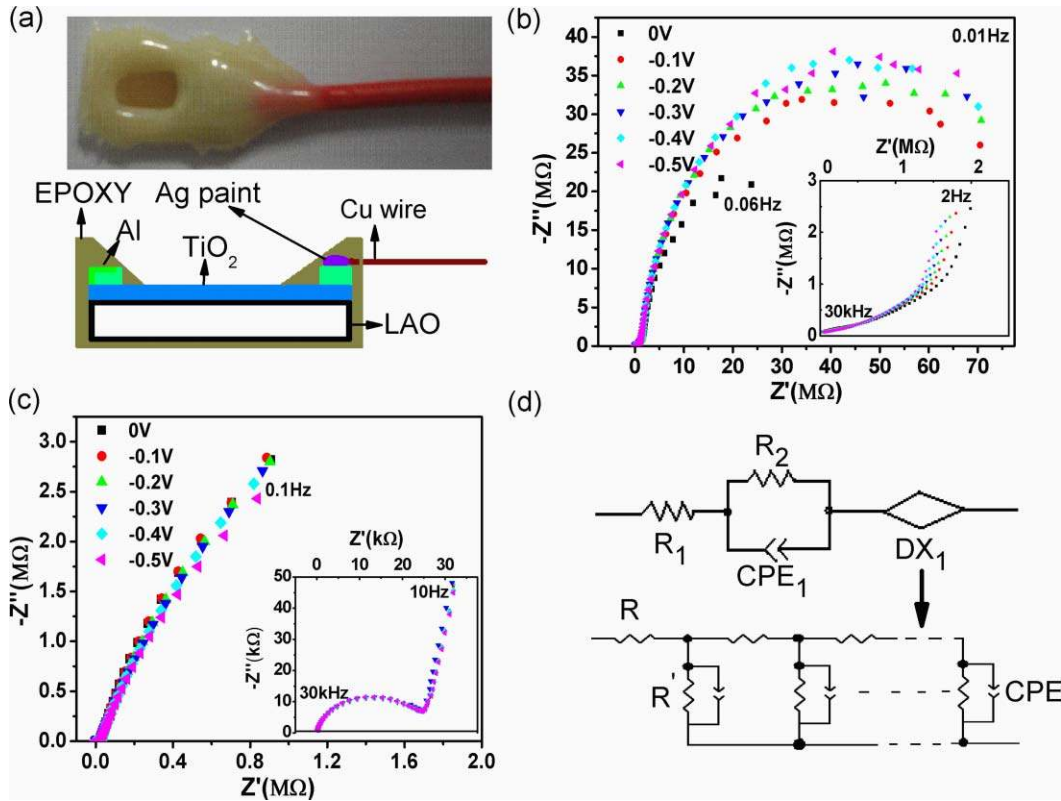 (a)
EPOXY
Al
Ag paint
Cu wire
TiO2
LAO
(b)
0V
-0.1V
-0.2V
-0.3V
-0.4V
-0.5V
0.01Hz
0.06Hz
-Z''(MΩ)
40
35
30
25
20
15
10
5
0
0 10 20 30 40 50 60 70
Z'(MΩ)
Z'(MΩ)
0 1 2
-Z''(MΩ)
3
2
1
0
2Hz
30kHz
(c)
0V
-0.1V
-0.2V
-0.3V
-0.4V
-0.5V
0.1Hz
-Z''(MΩ)
3.0
2.5
2.0
1.5
1.0
0.5
0.0
0.0 0.4 0.8 1.2 1.6 2.0
Z'(MΩ)
Z'(kΩ)
0 10 20 30
-Z''(kΩ)
50
40
30
20
10
0
10Hz
30kHz
(d)
R2
R1
CPE1
DX1
R
R'
CPE